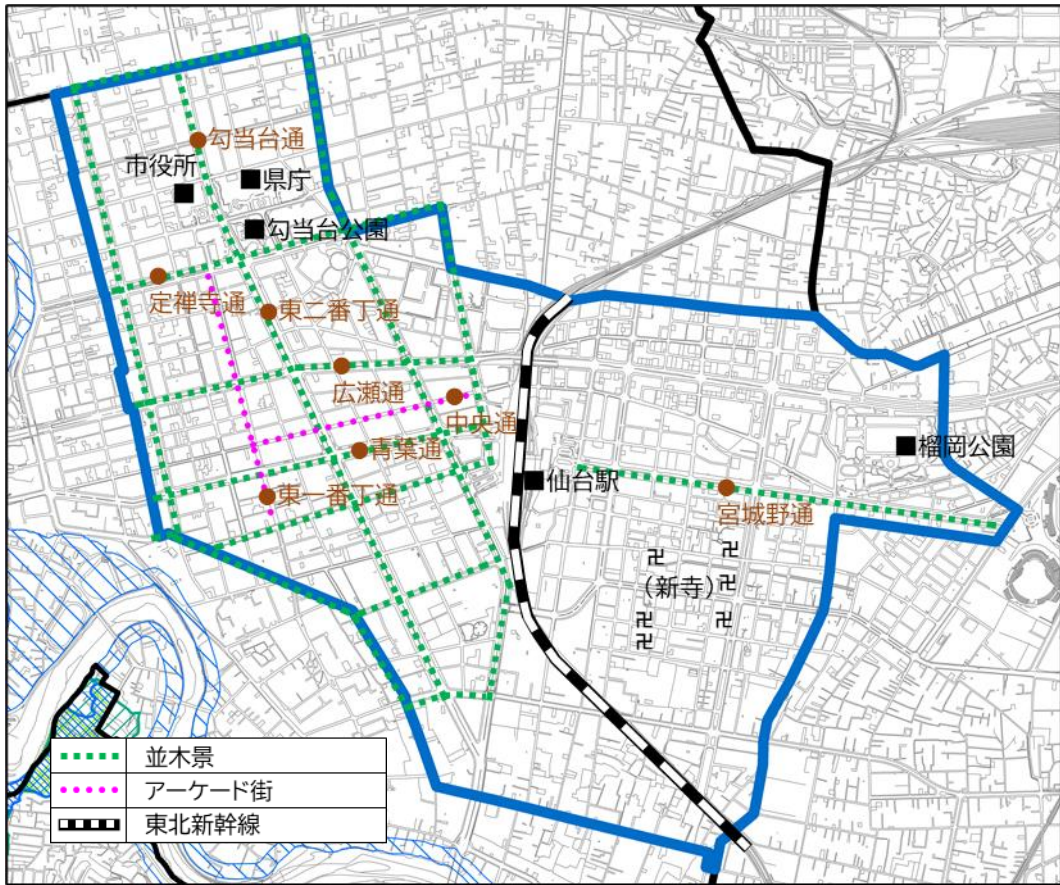 勾当台通
市役所
県庁
勾当台公園
定禅寺通
東二番丁通
広瀬通
中央通
青葉通
榴岡公園
仙台駅
東一番丁通
宮城野通
卍
卍
(新寺)
卍
卍
卍
卍
並木景
アーケード街
東北新幹線